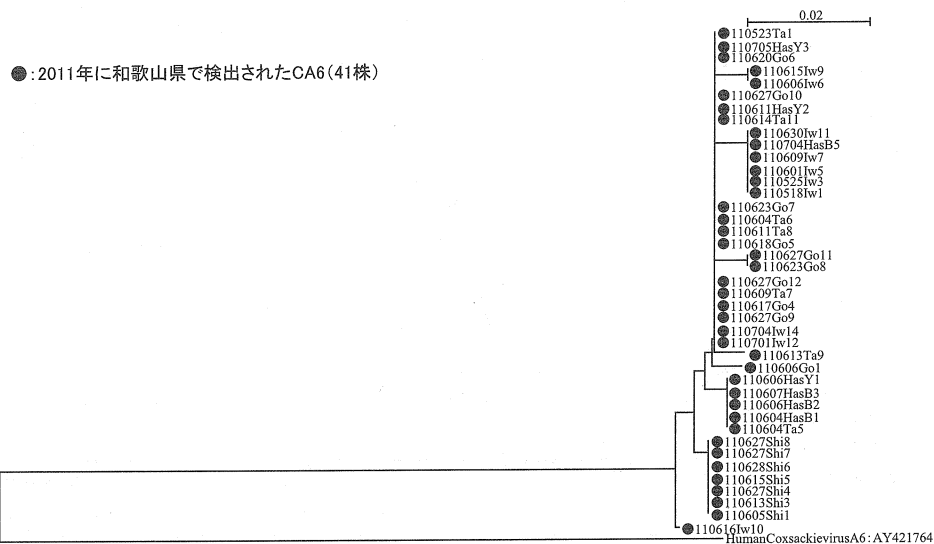 0.02
●:2011年に和歌山県で検出されたCA6(41株)
110523Ta1
110705HasY3
110620Go6
110615Iw9
110606Iw6
110627Go10
110611HasY2
110614Ta11
110630Iw11
110704HasB5
110609Iw7
110601Iw5
110525Iw3
110518Iw1
110623Go7
110604Ta6
110611Ta8
110618Go5
110627Go11
110623Go8
110627Go12
110609Ta7
110617Go4
110627Go9
110704Iw14
110701Iw12
110613Ta9
110606Go1
110606HasY1
110607HasB3
110606HasB2
110604HasB1
110604Ta5
110627Shi8
110627Shi7
110628Shi6
110615Shi5
110627Shi4
110613Shi3
110605Shi1
110616Iw10
HumanCoxsackievirusA6:AY421764